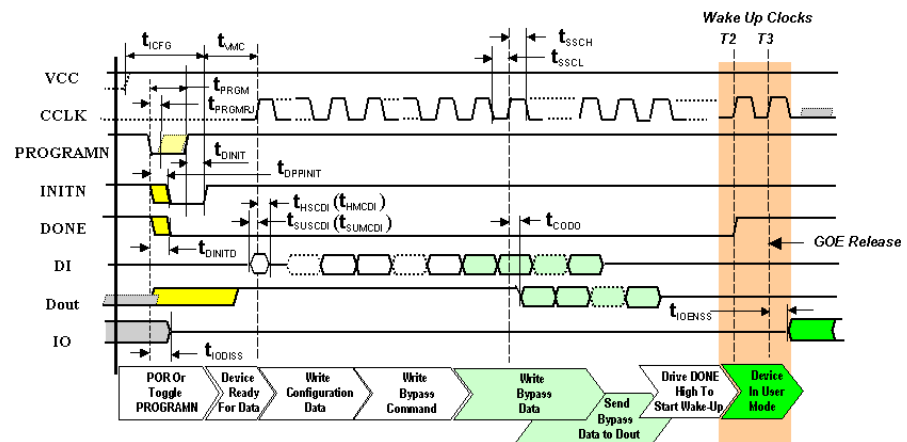 Wake Up Clocks
T2 T3
tICFG tVMC
tSSCH
tSSCL
VCC
tPRGM
CCLK
tPRGMRJ
PROGRAMN
tDINIT
tDPPINIT
INITN
tHSCDI (tHMCDI)
tSUSCDI (tSUMCDI)
DONE
tCODO
tDINITD
GOE Release
DI
Dout
tIOENSS
IO
tIODISS
POR Or
Toggle
PROGRAMN
Device
Ready
For Data
Write
Configuration
Data
Write
Bypass
Command
Write
Bypass
Data
Send
Bypass
Data to Dout
Drive DONE
High To
Start Wake-Up
Device
In User
Mode